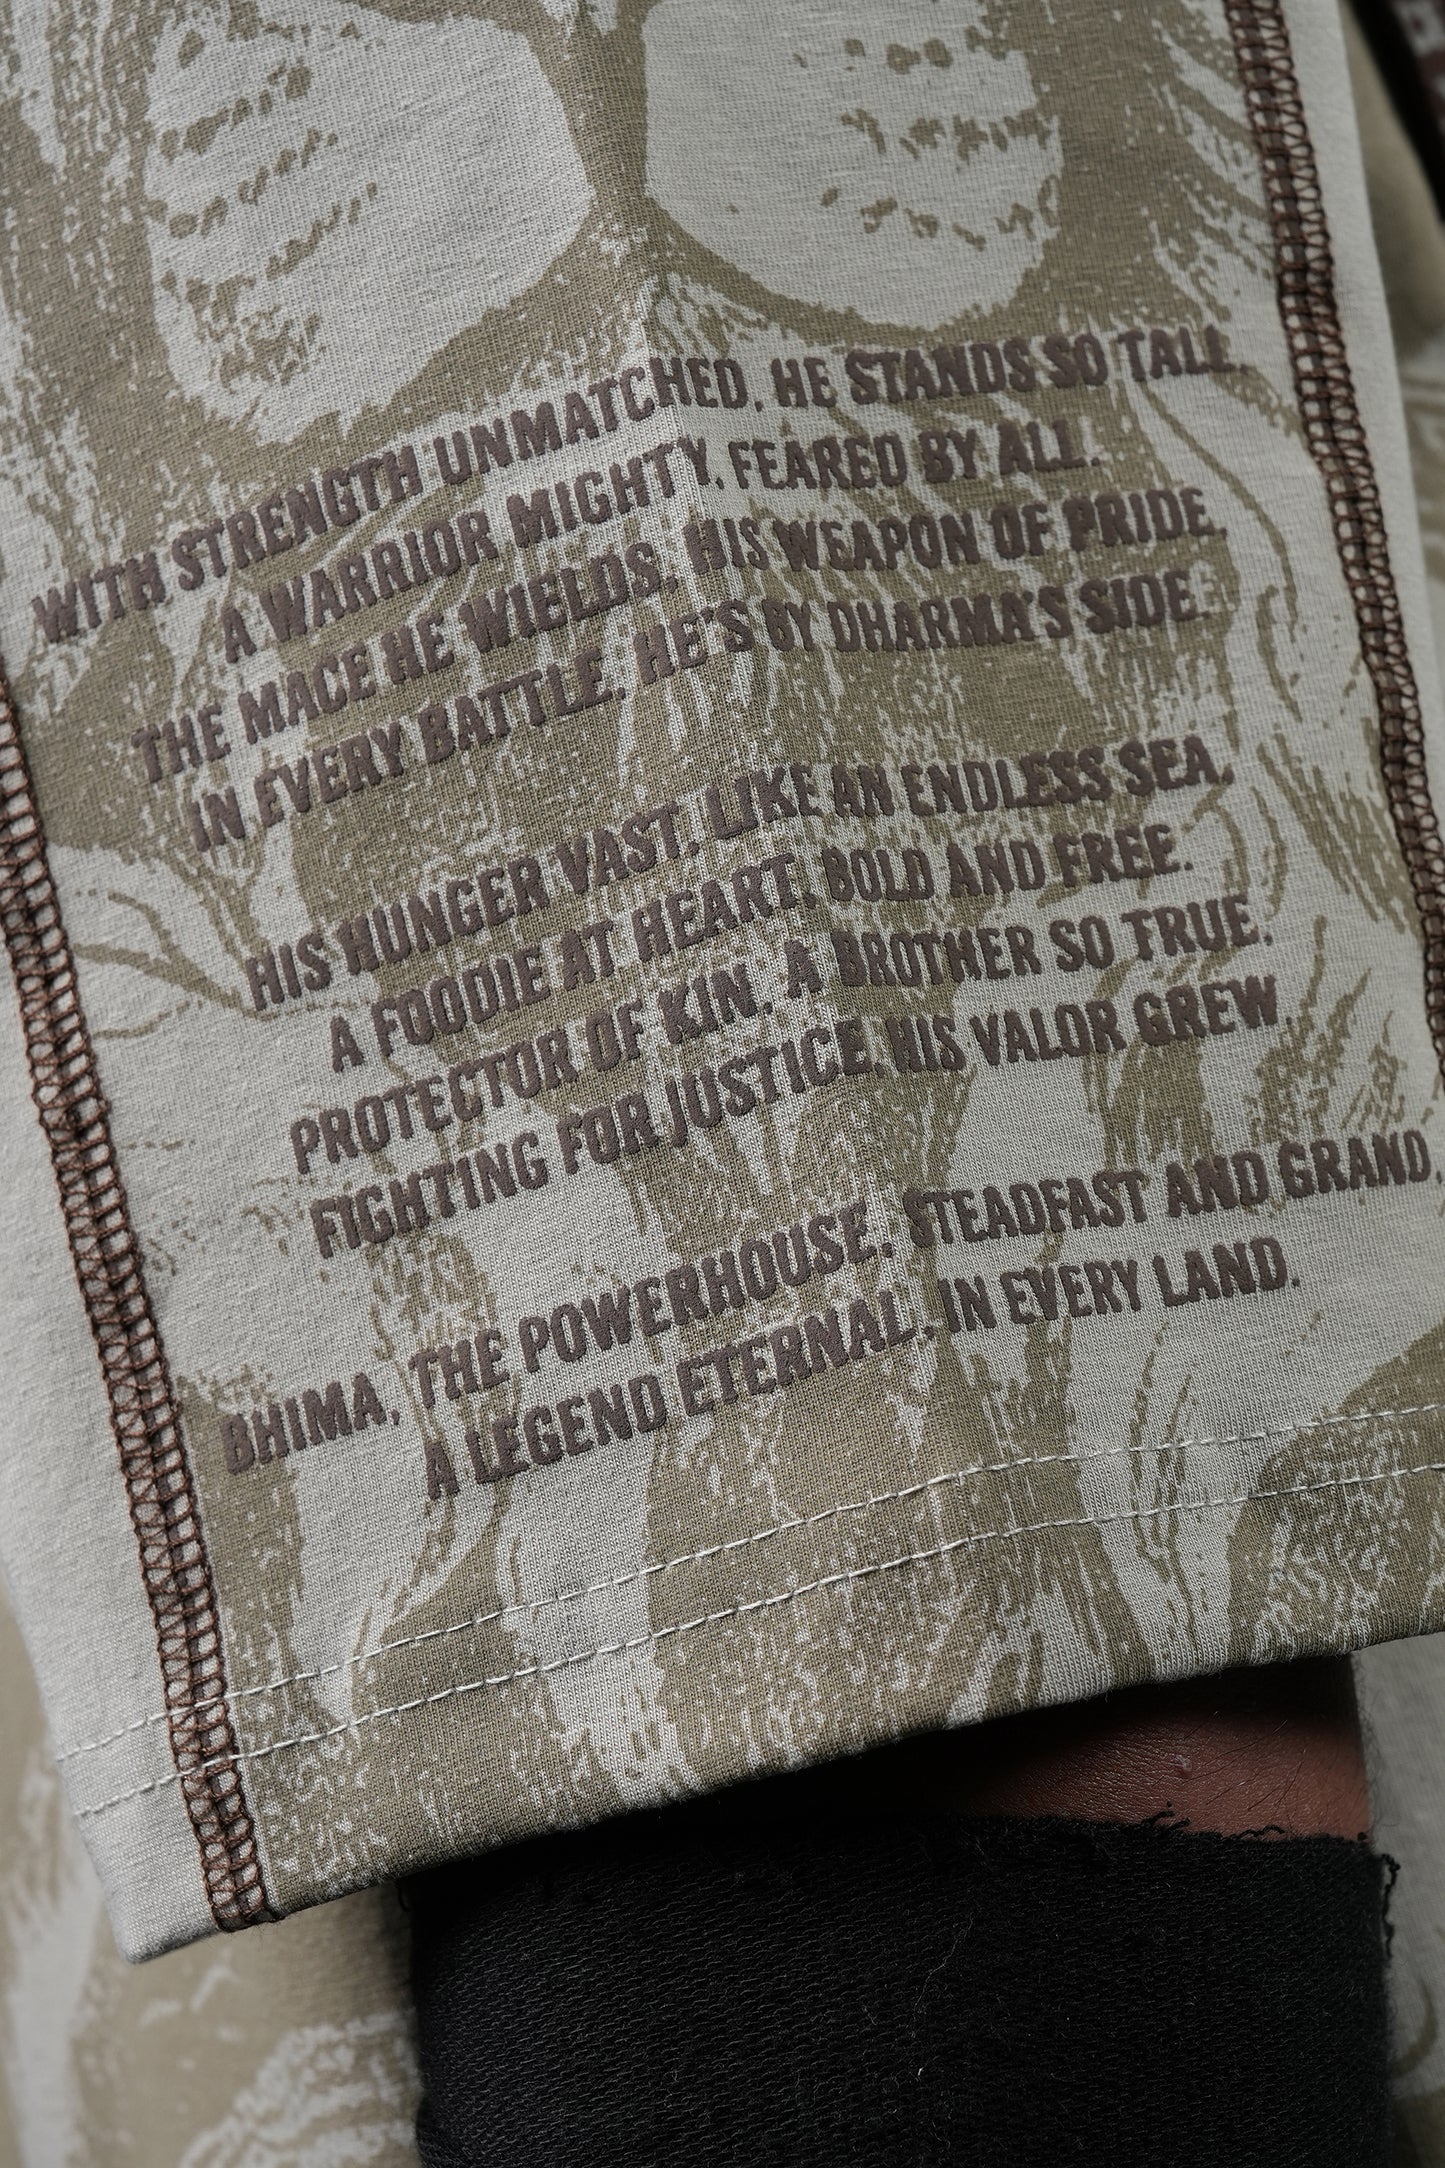 WITH STRENGTH UNMATCHED, HE STANDS SO TALL.
A WARRIOR MIGHTY, FEARED BY ALL.
THE MACE HE WIELDS, HIS WEAPON OF PRIDE,
IN EVERY BATTLE, HE'S BY DHARMA'S SIDE.
HIS HUNGER VAST, LIKE AN ENDLESS SEA,
A FOODIE AT HEART, BOLD AND FREE.
PROTECTOR OF KIN, A BROTHER SO TRUE,
FIGHTING FOR JUSTICE, HIS VALOR GREW.
BHIMA, THE POWERHOUSE, STEADFAST AND GRAND,
A LEGEND ETERNAL, IN EVERY LAND.